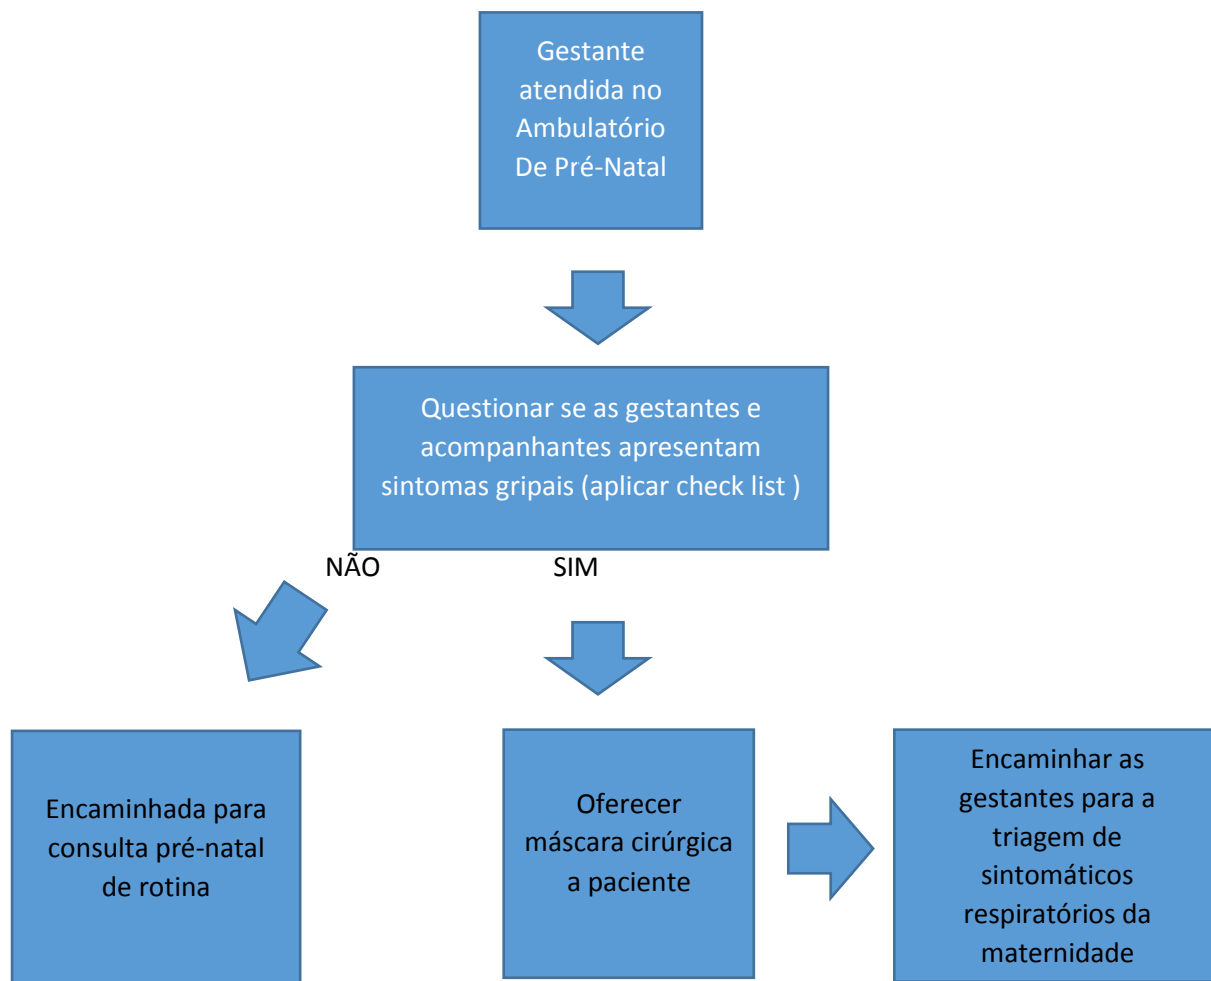 Gestante
atendida no
Ambulatório
De Pré-Natal
Questionar se as gestantes e
acompanhantes apresentam
sintomas gripais (aplicar check list )
NÃO
SIM
Encaminhada para
consulta pré-natal
de rotina
Oferecer
máscara cirúrgica
a paciente
Encaminhar as
gestantes para a
triagem de
sintomáticos
respiratórios da
maternidade